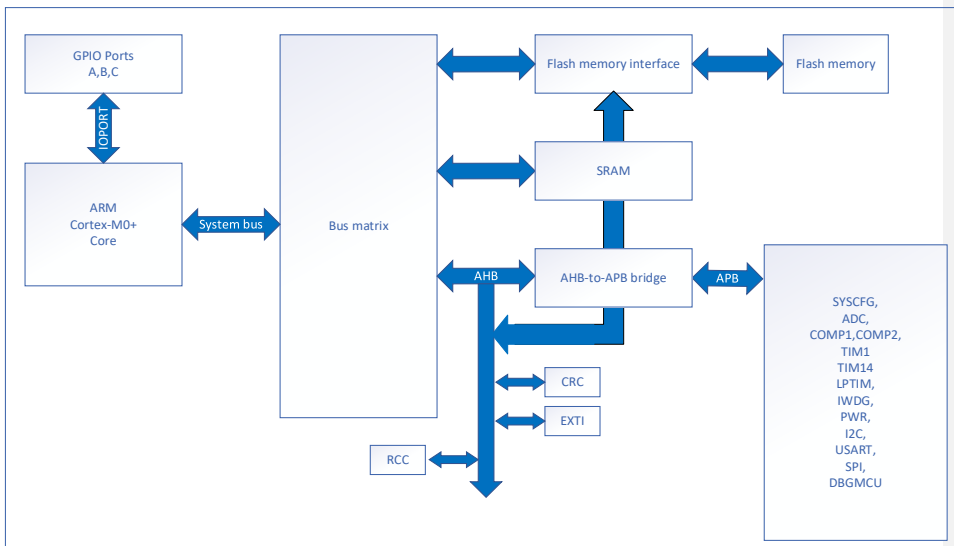 GPIO Ports
A,B,C
IOPORT
ARM
Cortex-M0+
Core
System bus
Bus matrix
Flash memory interface
Flash memory
SRAM
AHB
AHB-to-APB bridge
APB
CRC
EXTI
RCC
SYSCFG,
ADC,
COMP1,COMP2,
TIM1
TIM14
LPTIM,
IWDG,
PWR,
I2C,
USART,
SPI,
DBGMCU